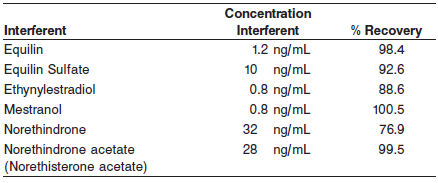 Concentration
Interferent Interferent % Recovery
Equilin 1.2 ng/mL 98.4
Equilin Sulfate 10 ng/mL 92.6
Ethynylestradiol 0.8 ng/mL 88.6
Mestranol 0.8 ng/mL 100.5
Norethindrone 32 ng/mL 76.9
Norethindrone acetate 28 ng/mL 99.5
(Norethisterone acetate)